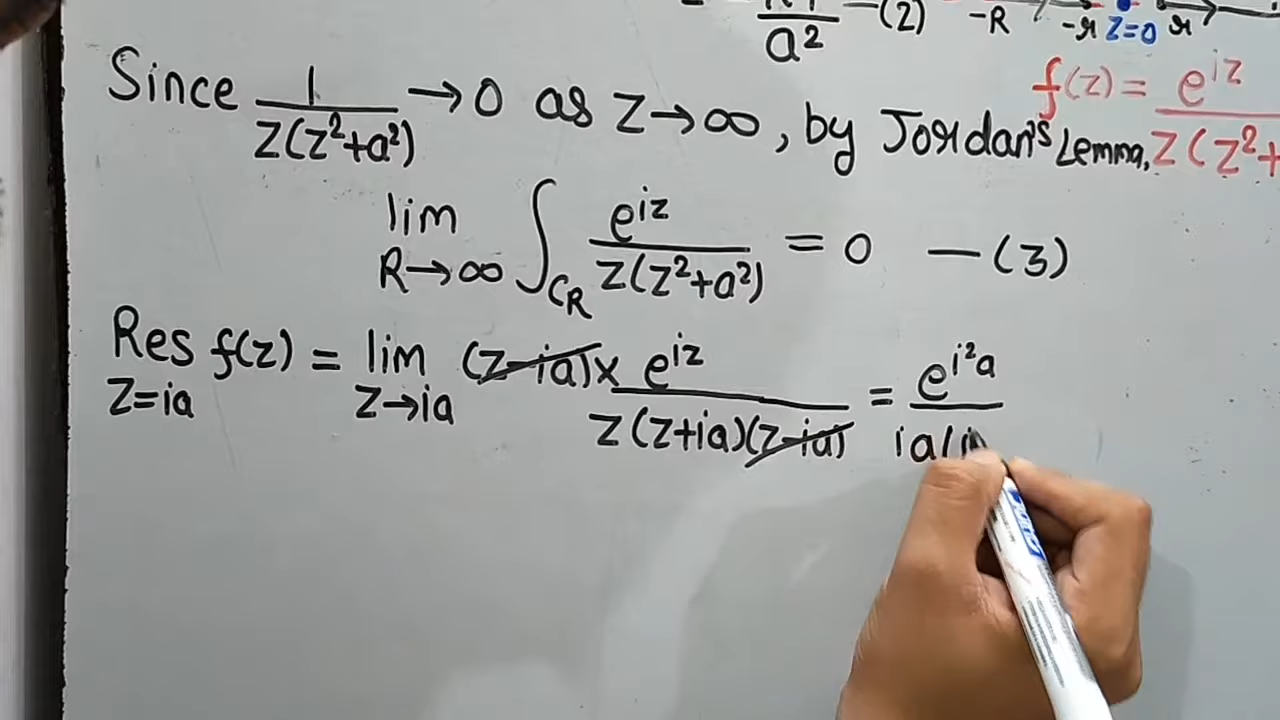 a² —(2) -R -r z=0 r
f(z) = e^{iz} / z(z²+
Since 1 / z(z²+a²) → 0 as z→∞, by Jordan's Lemma,
lim R→∞ ∫_{C_R} e^{iz} / z(z²+a²) = 0 —(3)
Res z=ia f(z) = lim z→ia (z-ia) x e^{iz} / z(z+ia)(z-ia) = e^{i²a} / ia(i